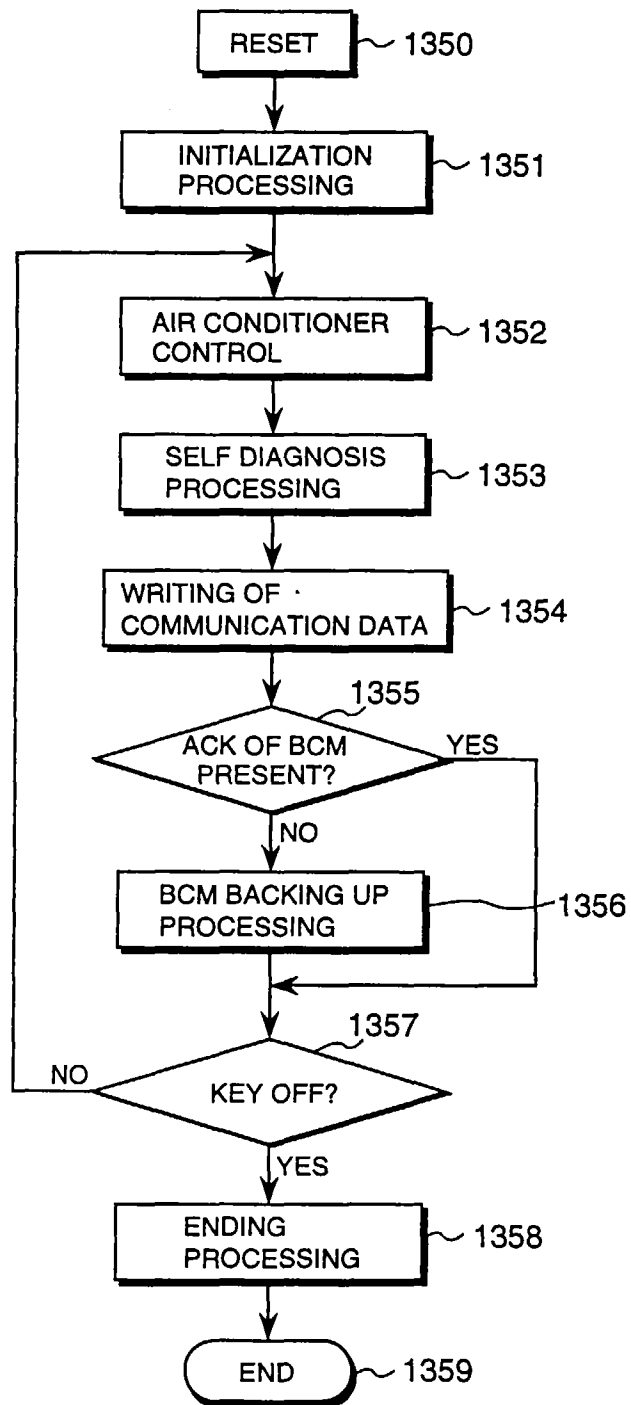 RESET
1350
INITIALIZATION
PROCESSING
1351
AIR CONDITIONER
CONTROL
1352
SELF DIAGNOSIS
PROCESSING
1353
WRITING OF
COMMUNICATION DATA
1354
1355
ACK OF BCM
PRESENT?
YES
NO
BCM BACKING UP
PROCESSING
1356
1357
NO
KEY OFF?
YES
ENDING
PROCESSING
1358
END
1359